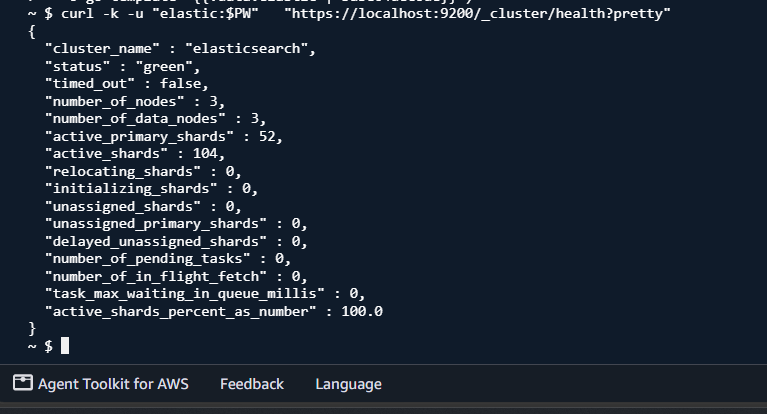 ~ $ curl -k -u "elastic:$PW"   "https://localhost:9200/_cluster/health?pretty"
{
  "cluster_name" : "elasticsearch",
  "status" : "green",
  "timed_out" : false,
  "number_of_nodes" : 3,
  "number_of_data_nodes" : 3,
  "active_primary_shards" : 52,
  "active_shards" : 104,
  "relocating_shards" : 0,
  "initializing_shards" : 0,
  "unassigned_shards" : 0,
  "unassigned_primary_shards" : 0,
  "delayed_unassigned_shards" : 0,
  "number_of_pending_tasks" : 0,
  "number_of_in_flight_fetch" : 0,
  "task_max_waiting_in_queue_millis" : 0,
  "active_shards_percent_as_number" : 100.0
}
~ $
Agent Toolkit for AWS Feedback Language